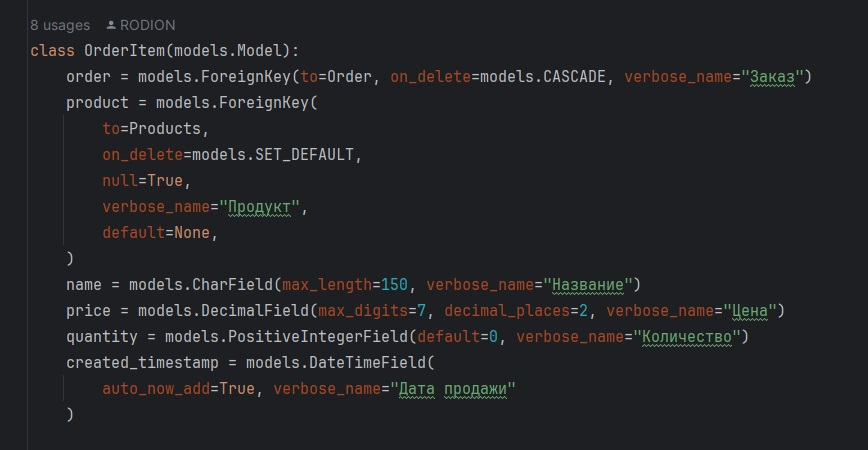 8 usages RODION
class OrderItem(models.Model):
    order = models.ForeignKey(to=Order, on_delete=models.CASCADE, verbose_name="Заказ")
    product = models.ForeignKey(
        to=Products,
        on_delete=models.SET_DEFAULT,
        null=True,
        verbose_name="Продукт",
        default=None,
    )
    name = models.CharField(max_length=150, verbose_name="Название")
    price = models.DecimalField(max_digits=7, decimal_places=2, verbose_name="Цена")
    quantity = models.PositiveIntegerField(default=0, verbose_name="Количество")
    created_timestamp = models.DateTimeField(
        auto_now_add=True, verbose_name="Дата продажи"
    )